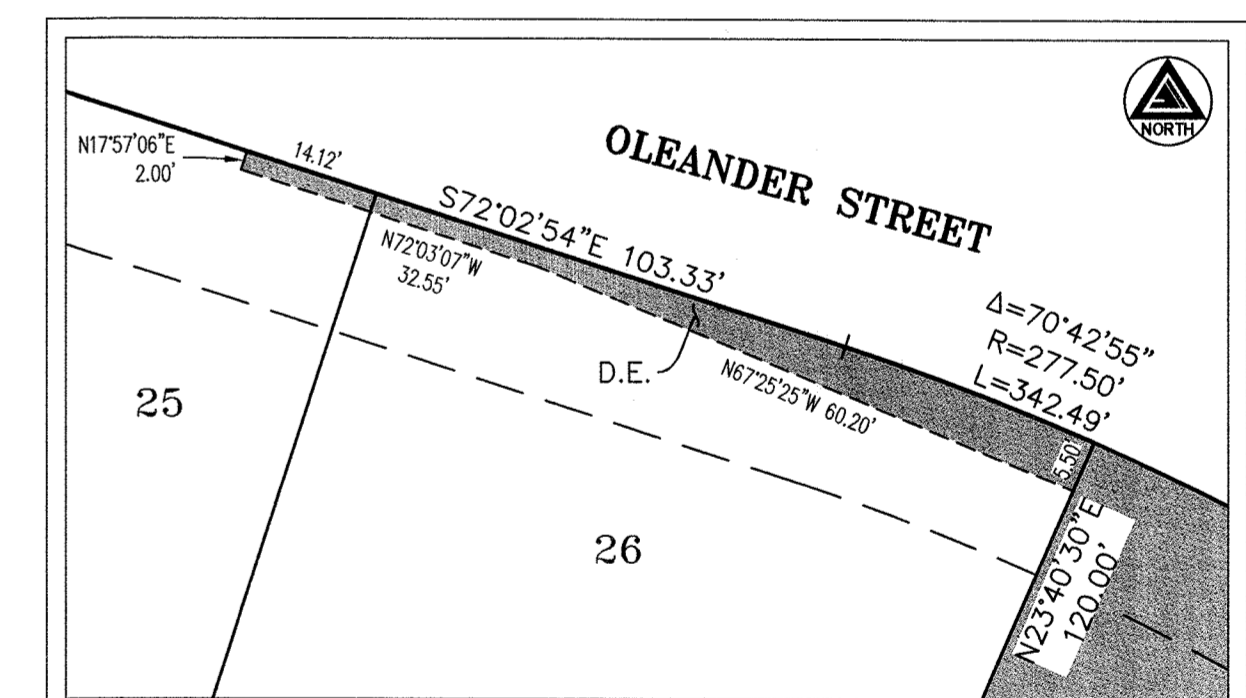 NORTH
OLEANDER STREET
N17°57'06"E
2.00'
14.12'
S72°02'54"E 103.33'
N72°03'07"W
32.55'
Δ=70°42'55"
R=277.50'
L=342.49'
D.E.
N67°25'25"W 60.20'
25
5.50'
26
N23°40'30"E
120.00'